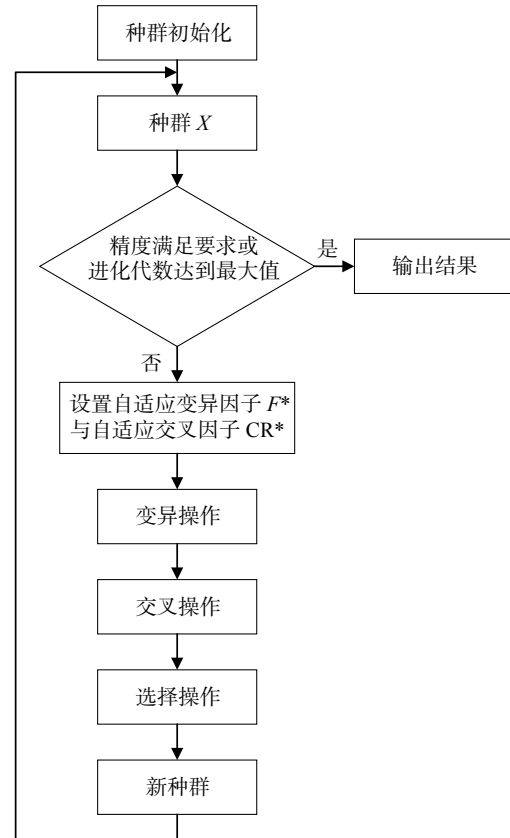 种群初始化
种群 X
精度满足要求或
进化代数达到最大值
是
输出结果
否
设置自适应变异因子 F*
与自适应交叉因子 CR*
变异操作
交叉操作
选择操作
新种群